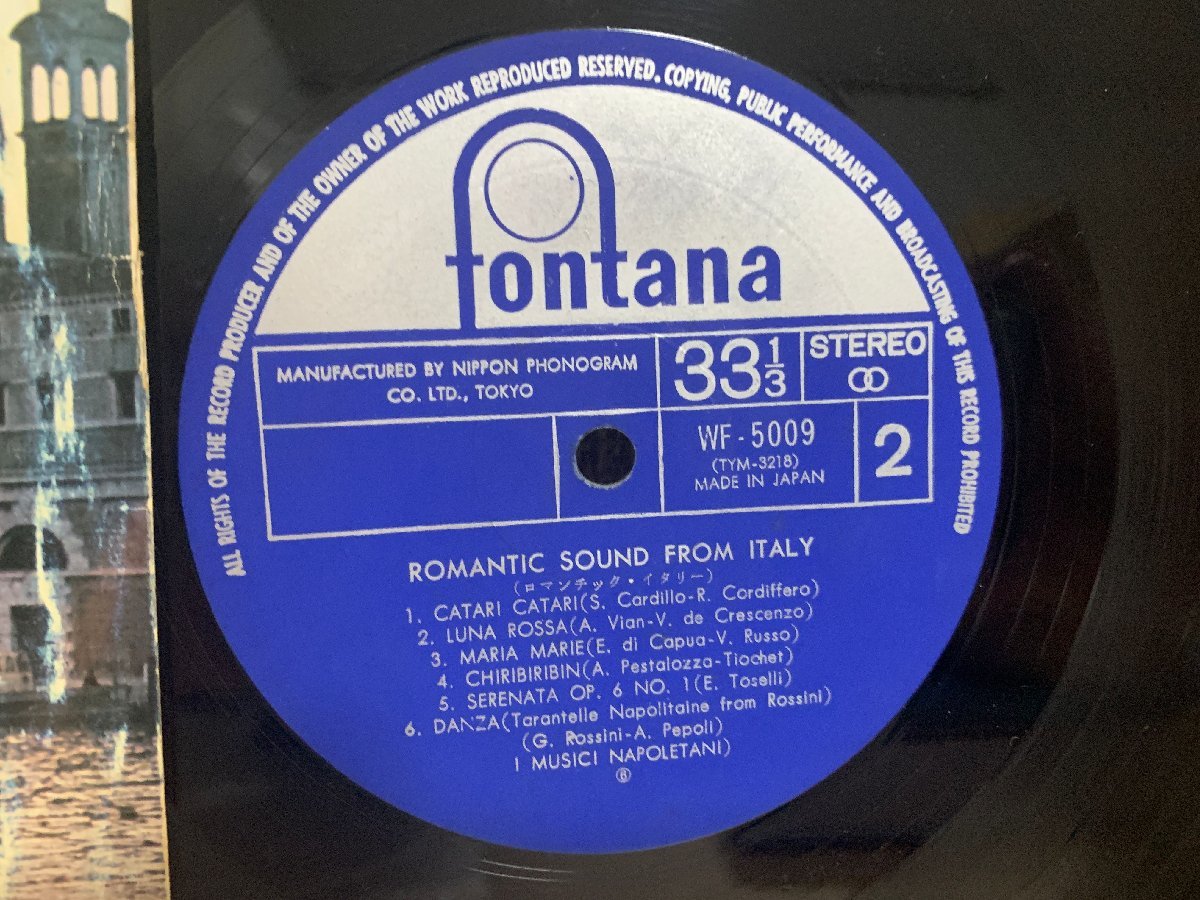 ALL RIGHTS OF THE RECORD PRODUCER AND OF THE OWNER OF THE WORK REPRODUCED RESERVED. COPYING, PUBLIC PERFORMANCE AND BROADCASTING OF THIS RECORD PROHIBITED
fontana
MANUFACTURED BY NIPPON PHONOGRAM
CO. LTD., TOKYO
33 1/3
STEREO
WF-5009
(TYM-3218)
MADE IN JAPAN
2
ROMANTIC SOUND FROM ITALY
(ロマンチック・イタリー)
1. CATARI CATARI(S. Cardillo-R. Cordiffero)
2. LUNA ROSSA(A. Vian-V. de Crescenzo)
3. MARIA MARIE(E. di Capua-V. Russo)
4. CHIRIBIRIBIN(A. Pestalozza-Tiochet)
5. SERENATA OP. 6 NO. 1(E. Toselli)
6. DANZA(Tarantelle Napolitaine from Rossini)
(G. Rossini-A. Pepoli)
I MUSICI NAPOLETANI)